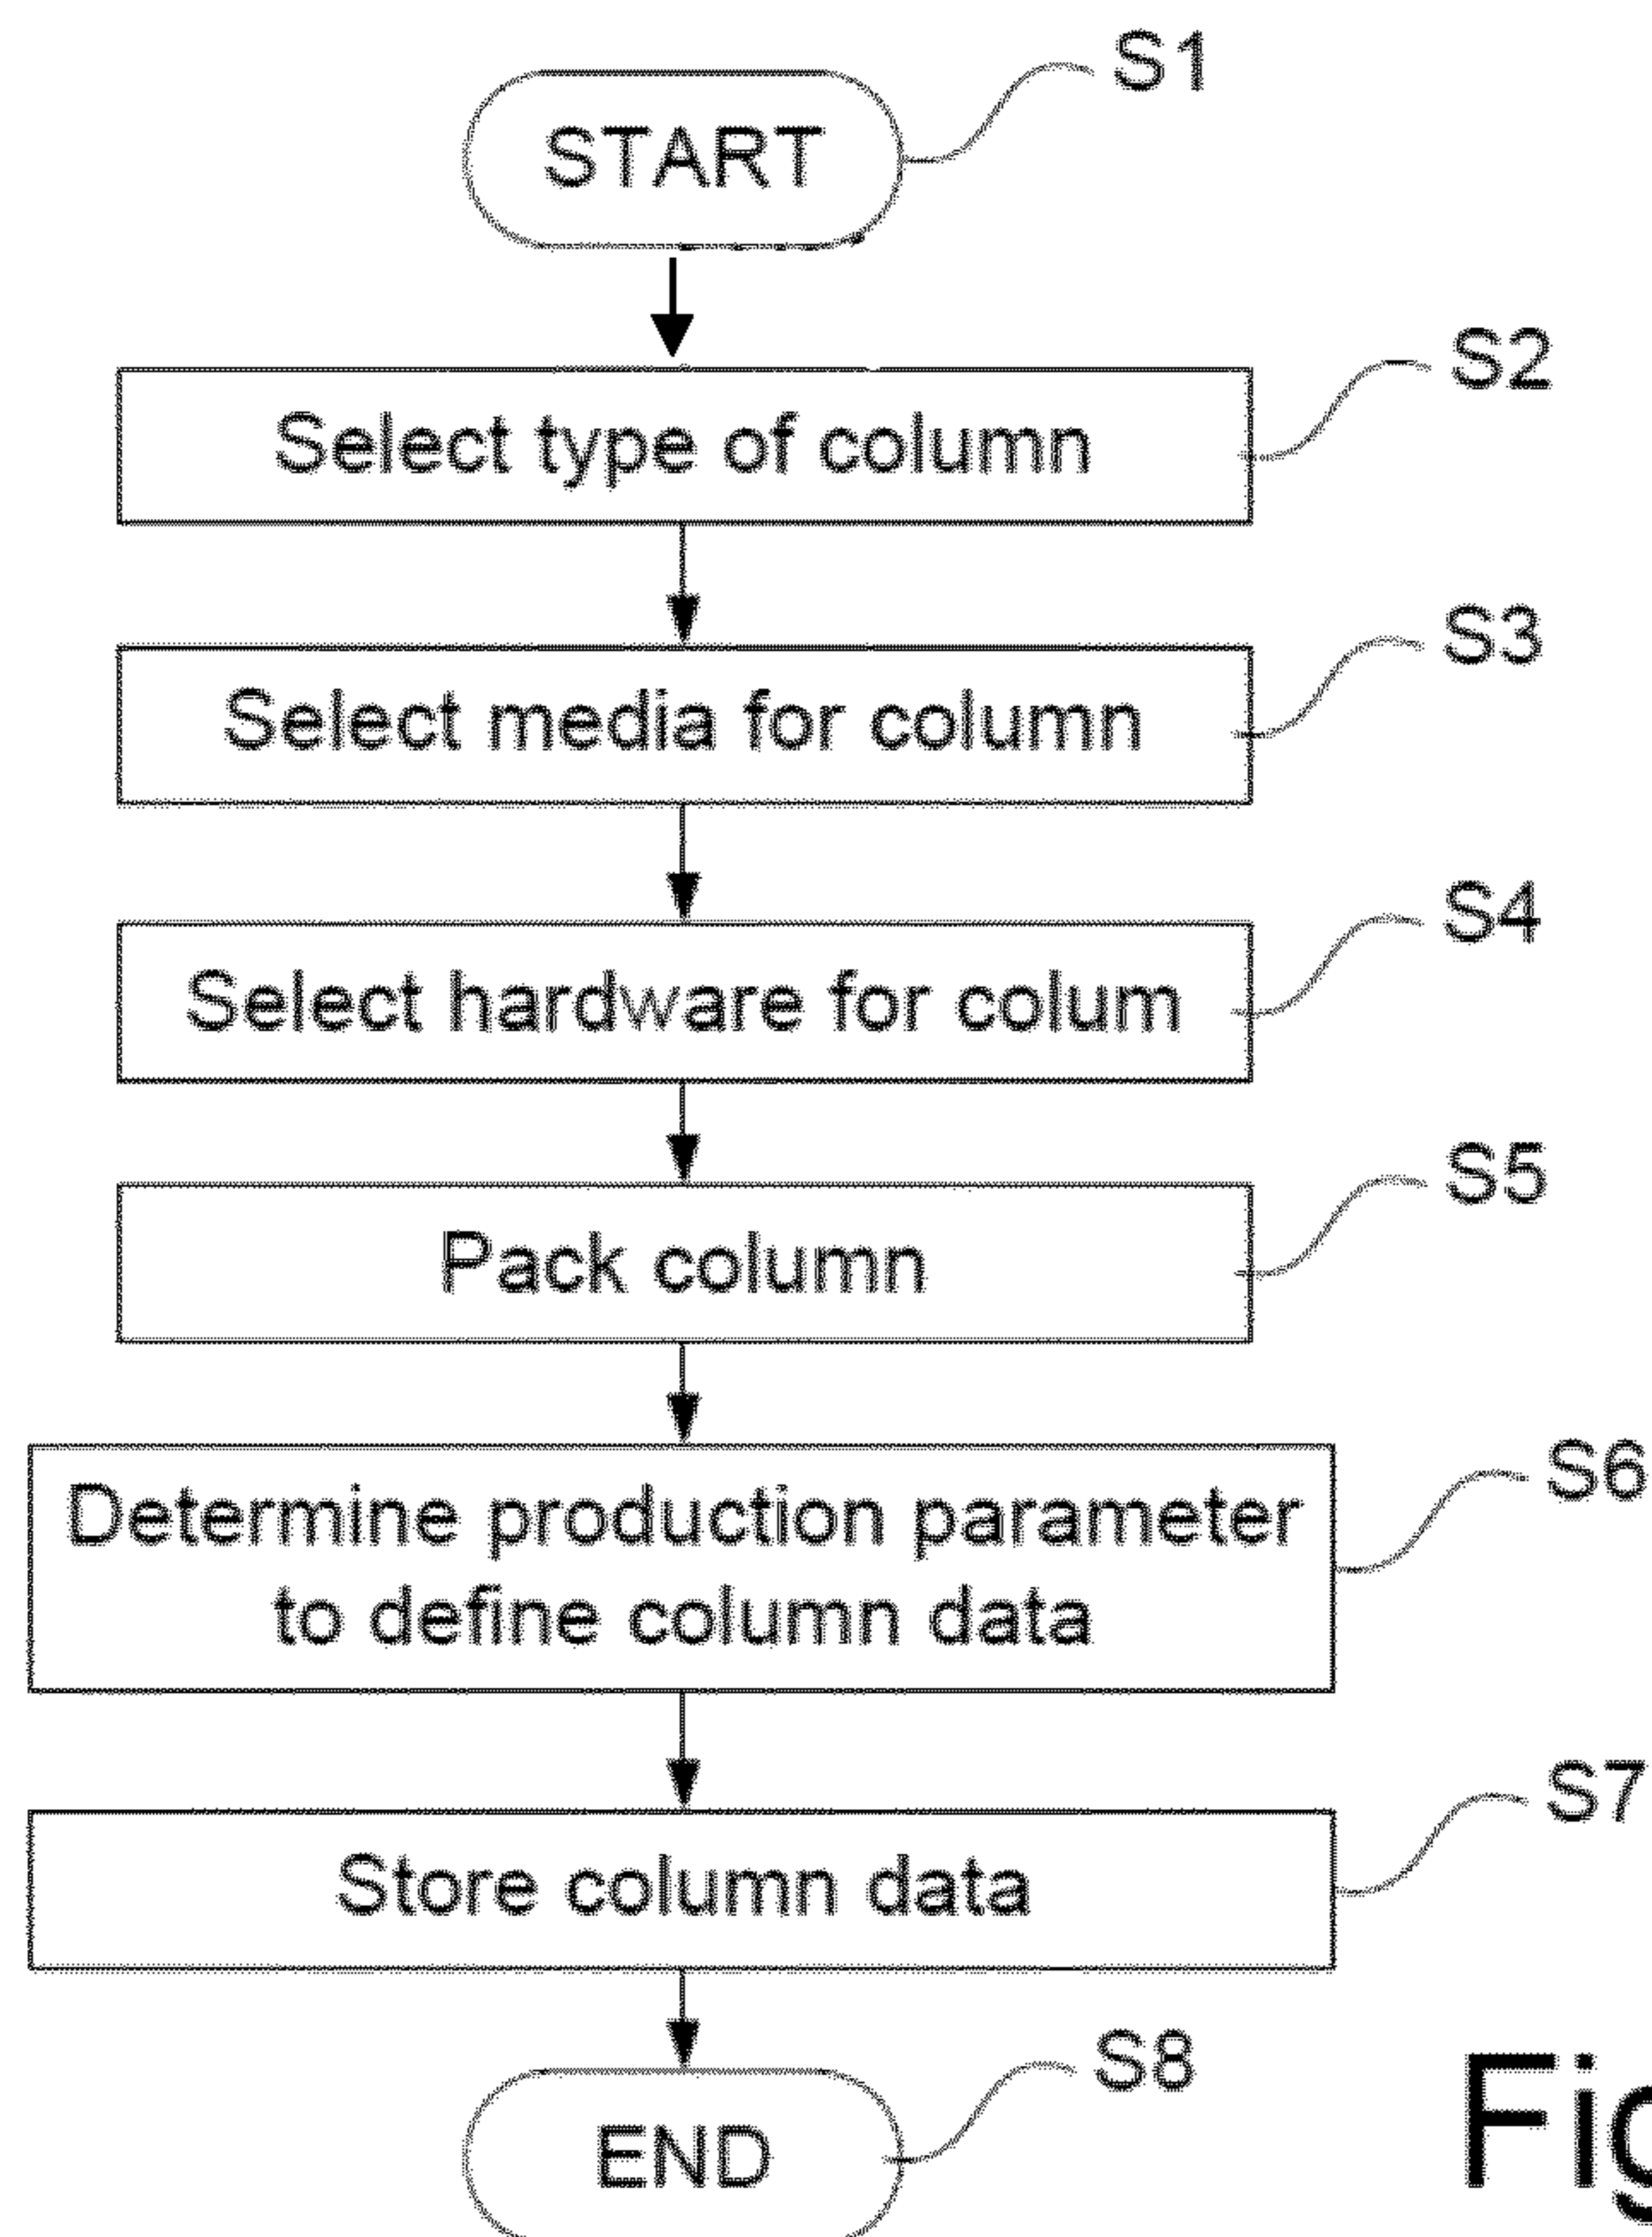 START
S1
Select type of column
S2
Select media for column
S3
Select hardware for colum
S4
Pack column
S5
Determine production parameter
to define column data
S6
Store column data
S7
END
S8